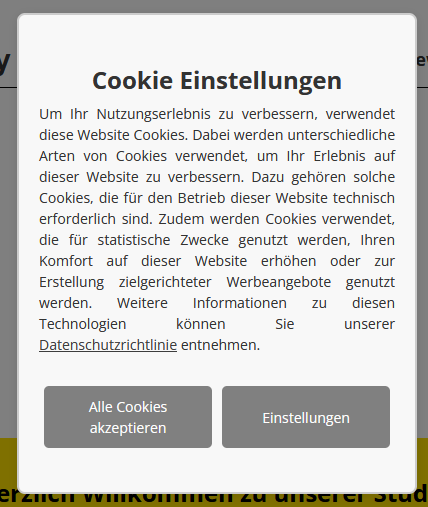 Cookie Einstellungen
Um Ihr Nutzungserlebnis zu verbessern, verwendet
diese Website Cookies. Dabei werden unterschiedliche
Arten von Cookies verwendet, um Ihr Erlebnis auf
dieser Website zu verbessern. Dazu gehören solche
Cookies, die für den Betrieb dieser Website technisch
erforderlich sind. Zudem werden Cookies verwendet,
die für statistische Zwecke genutzt werden, Ihren
Komfort auf dieser Website erhöhen oder zur
Erstellung zielgerichteter Werbeangebote genutzt
werden. Weitere Informationen zu diesen
Technologien können Sie unserer
Datenschutzrichtlinie entnehmen.
Alle Cookies
akzeptieren
Einstellungen
erzlich Willkommen zu unserer Stud